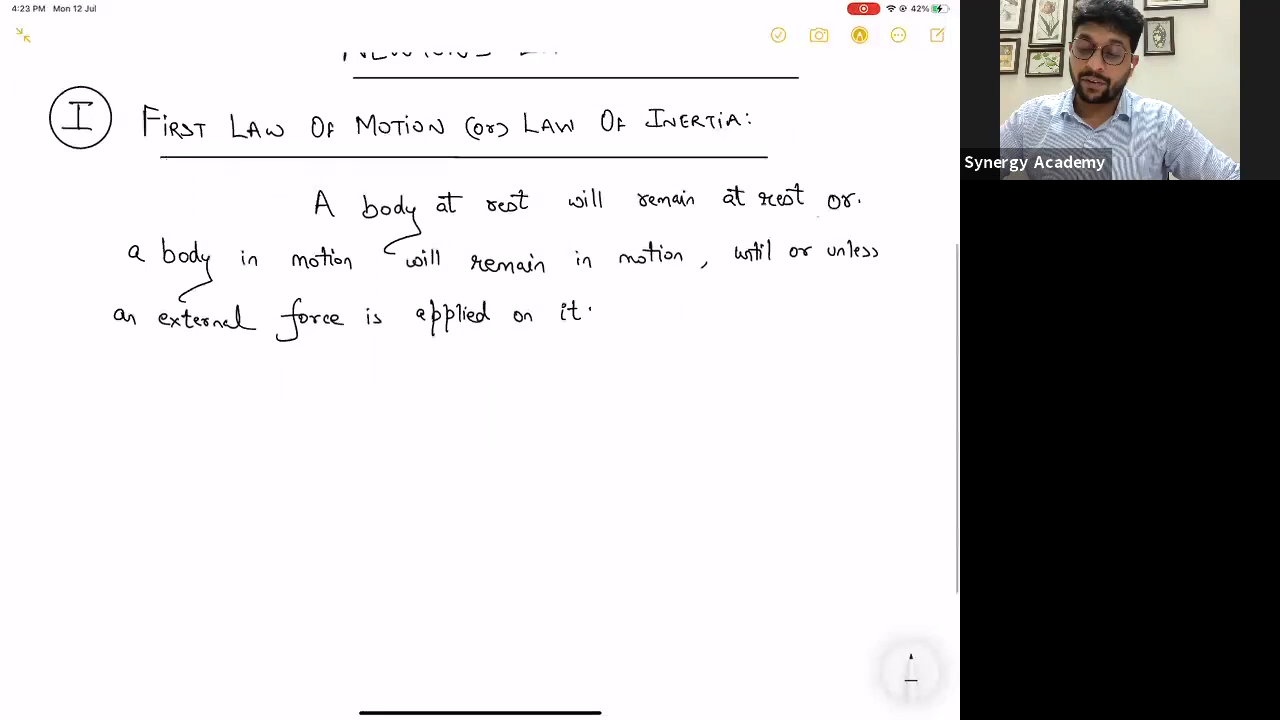 4:23 PM Mon 12 Jul
42%
I FIRST LAW OF MOTION (or) LAW OF INERTIA:
A body at rest will remain at rest or.
a body in motion will remain in motion, until or unless
an external force is applied on it.
Synergy Academy